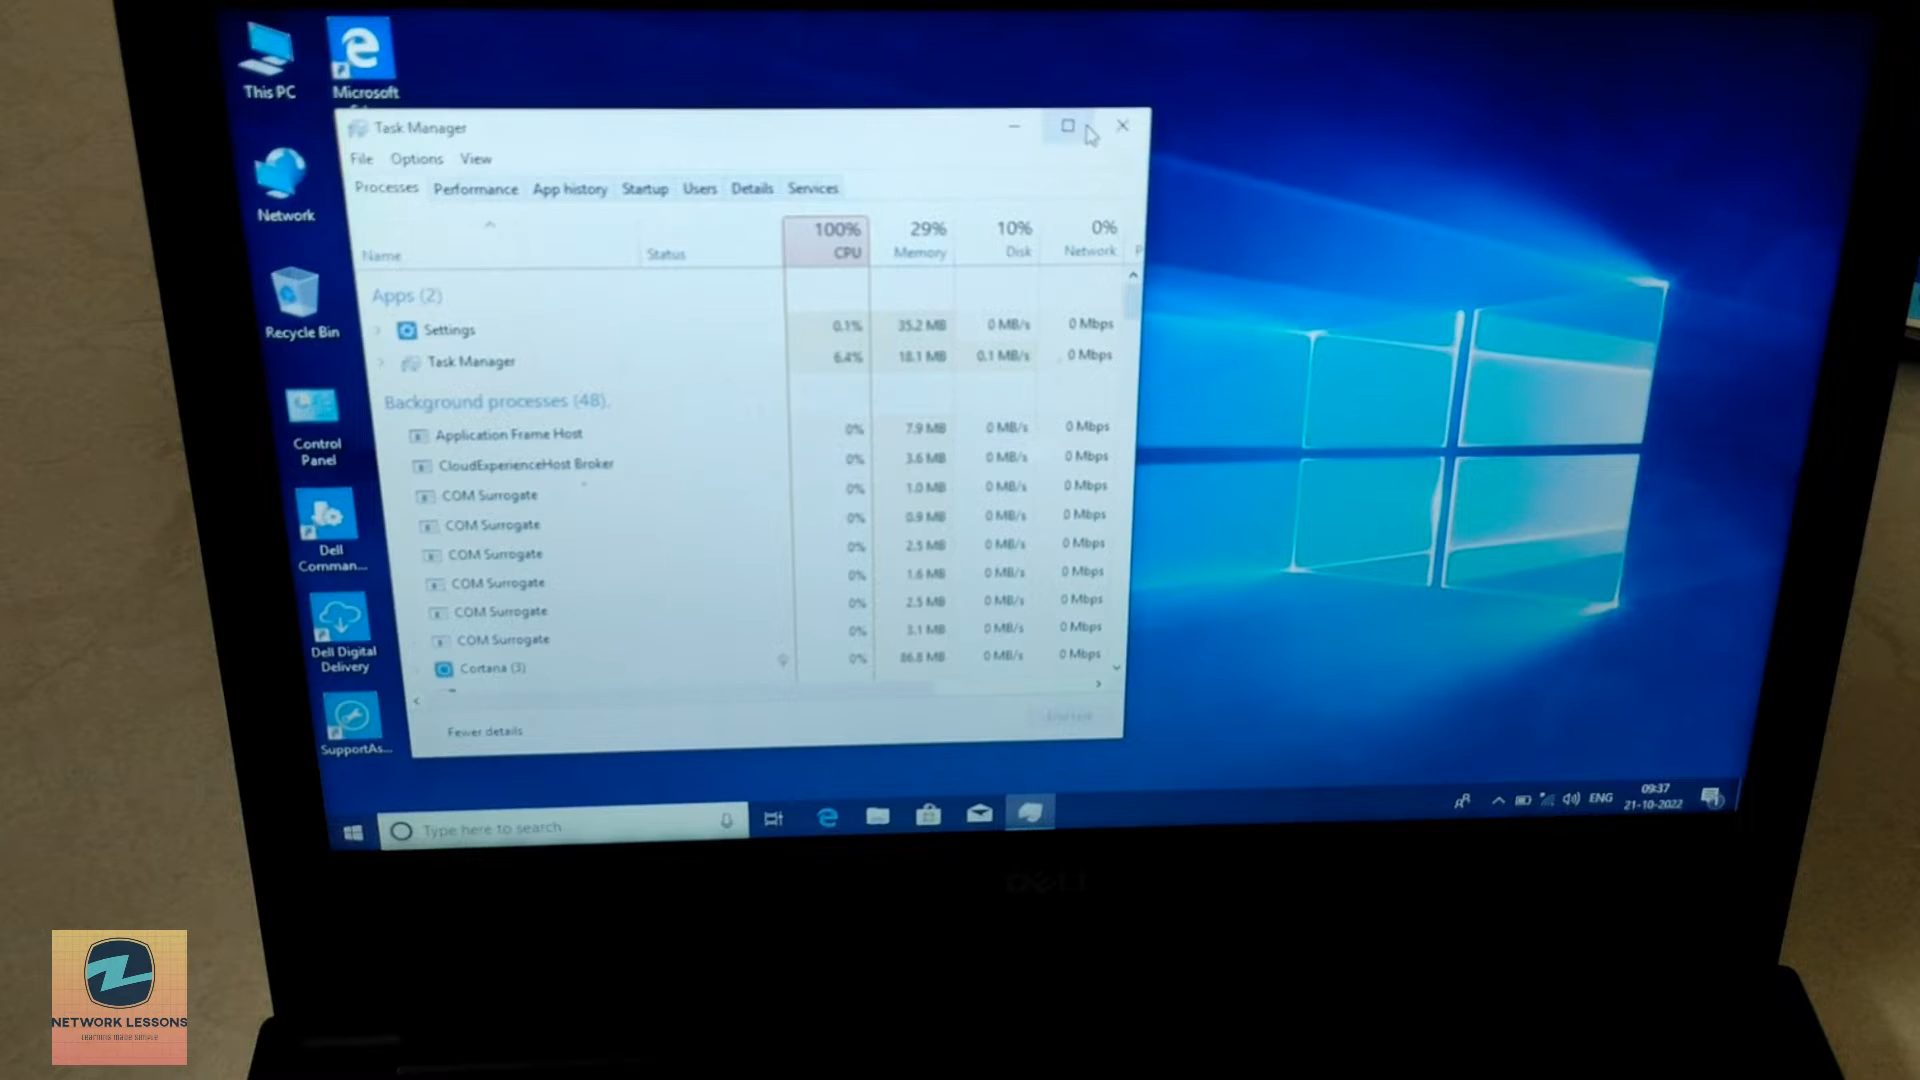 This PC
Microsoft
Network
Recycle Bin
Control
Panel
Dell
Comman...
Dell Digital
Delivery
SupportAs...
Task Manager
File Options View
Processes Performance App history Startup Users Details Services
100% 29% 10% 0%
Name Status CPU Memory Disk Network
Apps (2)
Settings 0.1% 35.2 MB 0 MB/s 0 Mbps
Task Manager 6.4% 18.1 MB 0.1 MB/s 0 Mbps
Background processes (48)
Application Frame Host 0% 7.9 MB 0 MB/s 0 Mbps
CloudExperienceHost Broker 0% 3.6 MB 0 MB/s 0 Mbps
COM Surrogate 0% 1.0 MB 0 MB/s 0 Mbps
COM Surrogate 0% 0.9 MB 0 MB/s 0 Mbps
COM Surrogate 0% 2.5 MB 0 MB/s 0 Mbps
COM Surrogate 0% 1.6 MB 0 MB/s 0 Mbps
COM Surrogate 0% 2.5 MB 0 MB/s 0 Mbps
COM Surrogate 0% 3.1 MB 0 MB/s 0 Mbps
Cortana (3) 0% 86.8 MB 0 MB/s 0 Mbps
Fewer details
Type here to search
ENG
09:37
21-10-2022
DELL
NETWORK LESSONS
Learning made simple